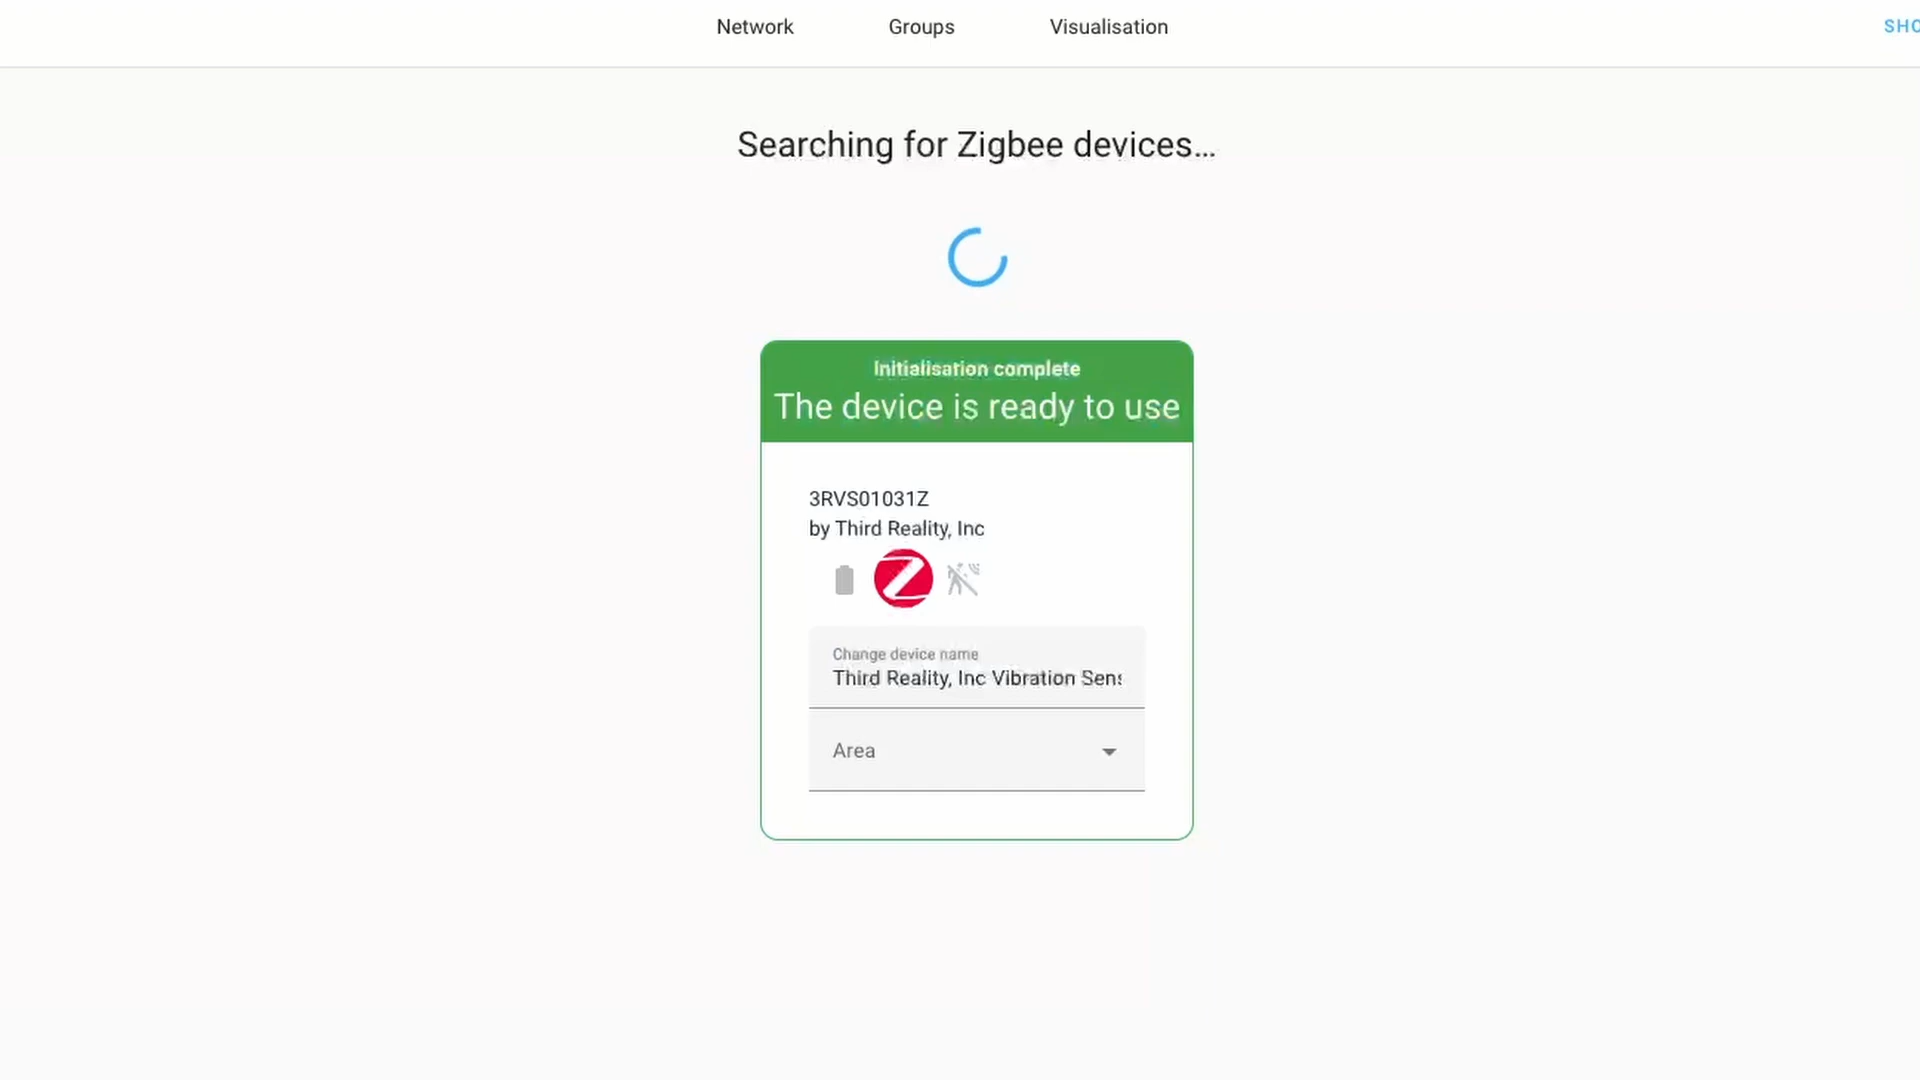 Network Groups Visualisation
Searching for Zigbee devices...
Initialisation complete
The device is ready to use
3RVS01031Z
by Third Reality, Inc
Change device name
Third Reality, Inc Vibration
Area